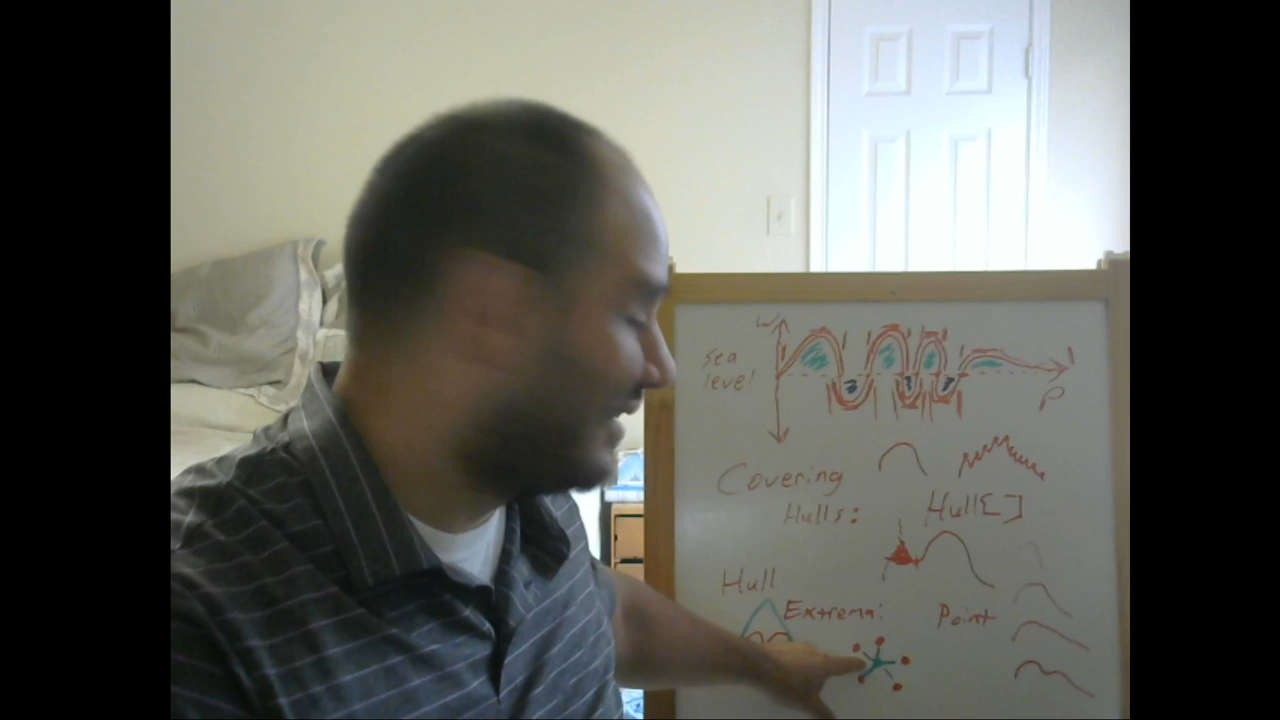 w
sea
level
ρ
Covering
Hulls:
Hull[]
Hull
Extrema:
Point